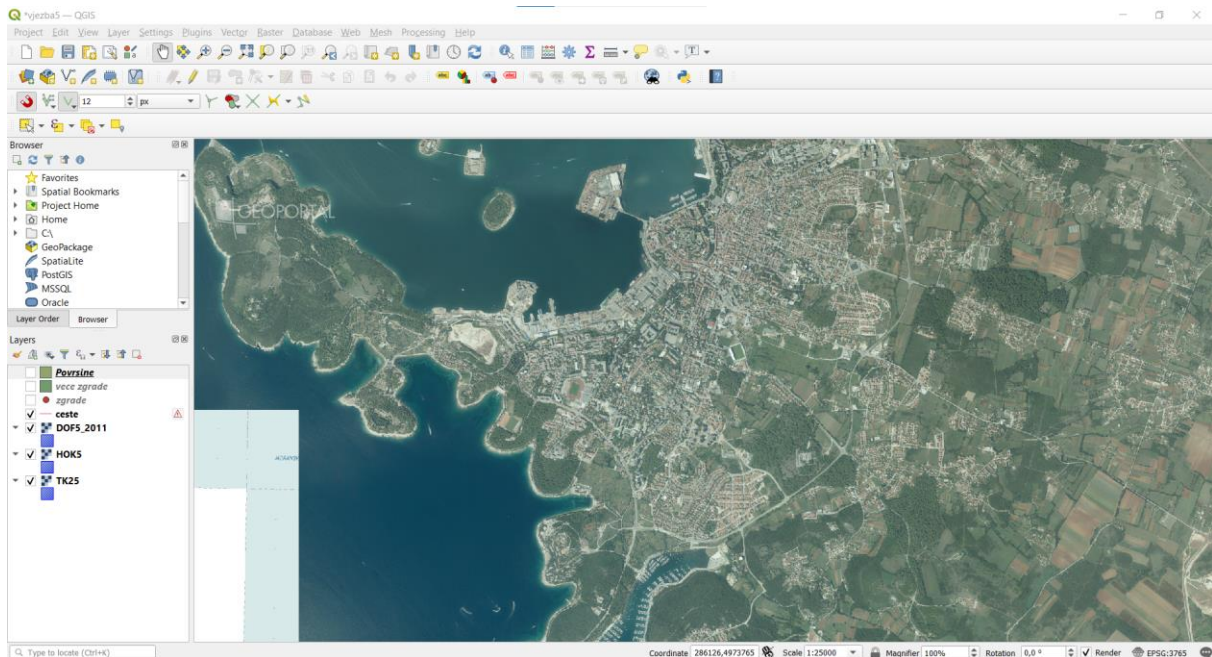 *vjezba5 — QGIS
Project Edit View Layer Settings Plugins Vector Raster Database Web Mesh Processing Help
12 px
Browser
Favorites
Spatial Bookmarks
Project Home
Home
C:\
GeoPackage
SpatiaLite
PostGIS
MSSQL
Oracle
Layer Order Browser
Layers
Povrsine
vece zgrade
zgrade
ceste
DOF5_2011
HOK5
TK25
GEOPORTAL
Type to locate (Ctrl+K)
Coordinate 286126,4973765 Scale 1:25000 Magnifier 100% Rotation 0,0 ° Render EPSG:3765